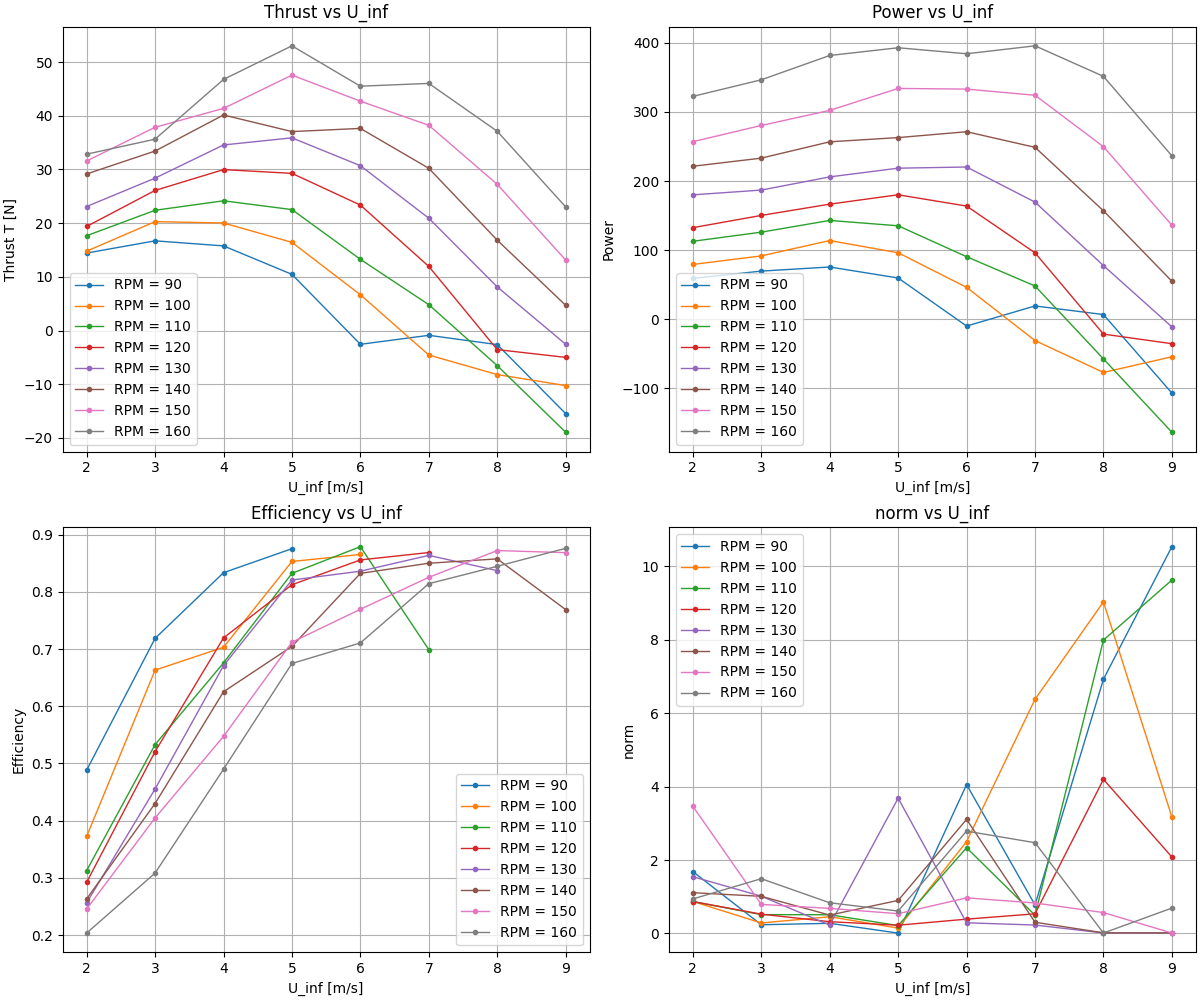 Thrust vs U_inf
Thrust T [N]
50
40
30
20
10
0
−10
−20
RPM = 90
RPM = 100
RPM = 110
RPM = 120
RPM = 130
RPM = 140
RPM = 150
RPM = 160
2 3 4 5 6 7 8 9
U_inf [m/s]
Power vs U_inf
Power
400
300
200
100
0
−100
RPM = 90
RPM = 100
RPM = 110
RPM = 120
RPM = 130
RPM = 140
RPM = 150
RPM = 160
2 3 4 5 6 7 8 9
U_inf [m/s]
Efficiency vs U_inf
Efficiency
0.9
0.8
0.7
0.6
0.5
0.4
0.3
0.2
RPM = 90
RPM = 100
RPM = 110
RPM = 120
RPM = 130
RPM = 140
RPM = 150
RPM = 160
2 3 4 5 6 7 8 9
U_inf [m/s]
norm vs U_inf
norm
10
8
6
4
2
0
RPM = 90
RPM = 100
RPM = 110
RPM = 120
RPM = 130
RPM = 140
RPM = 150
RPM = 160
2 3 4 5 6 7 8 9
U_inf [m/s]